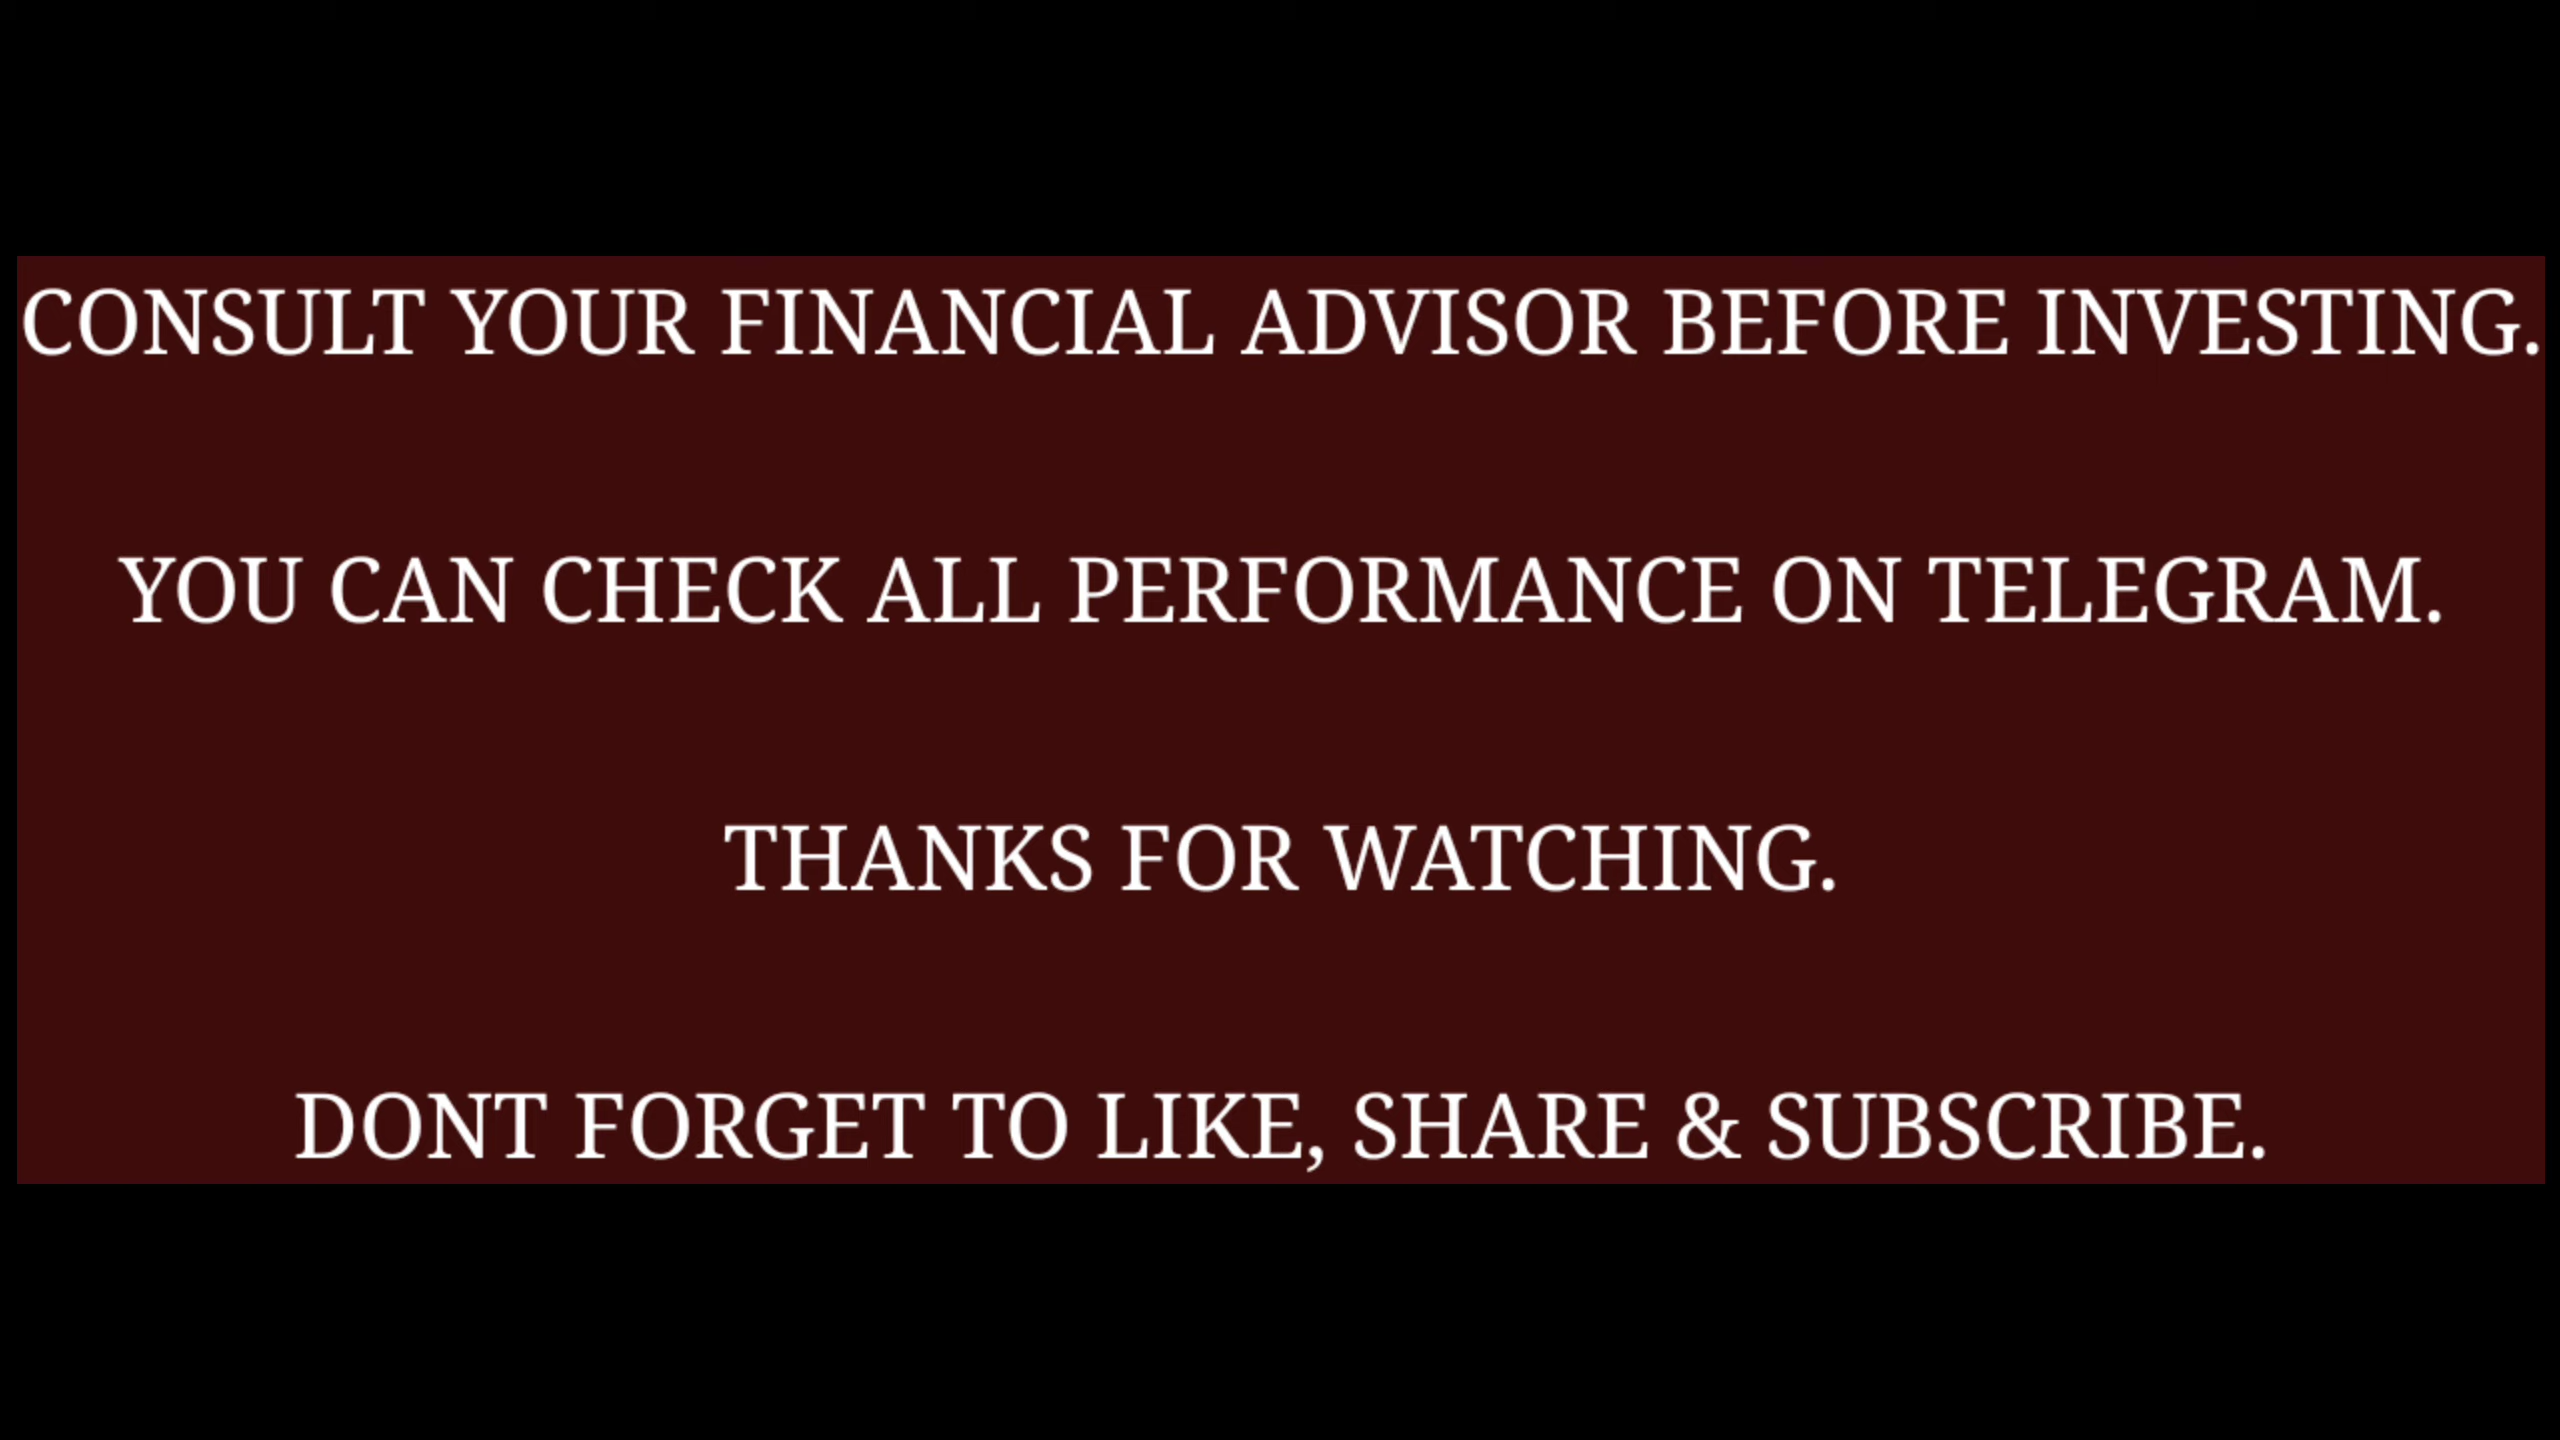 CONSULT YOUR FINANCIAL ADVISOR BEFORE INVESTING.
YOU CAN CHECK ALL PERFORMANCE ON TELEGRAM.
THANKS FOR WATCHING.
DONT FORGET TO LIKE, SHARE & SUBSCRIBE.